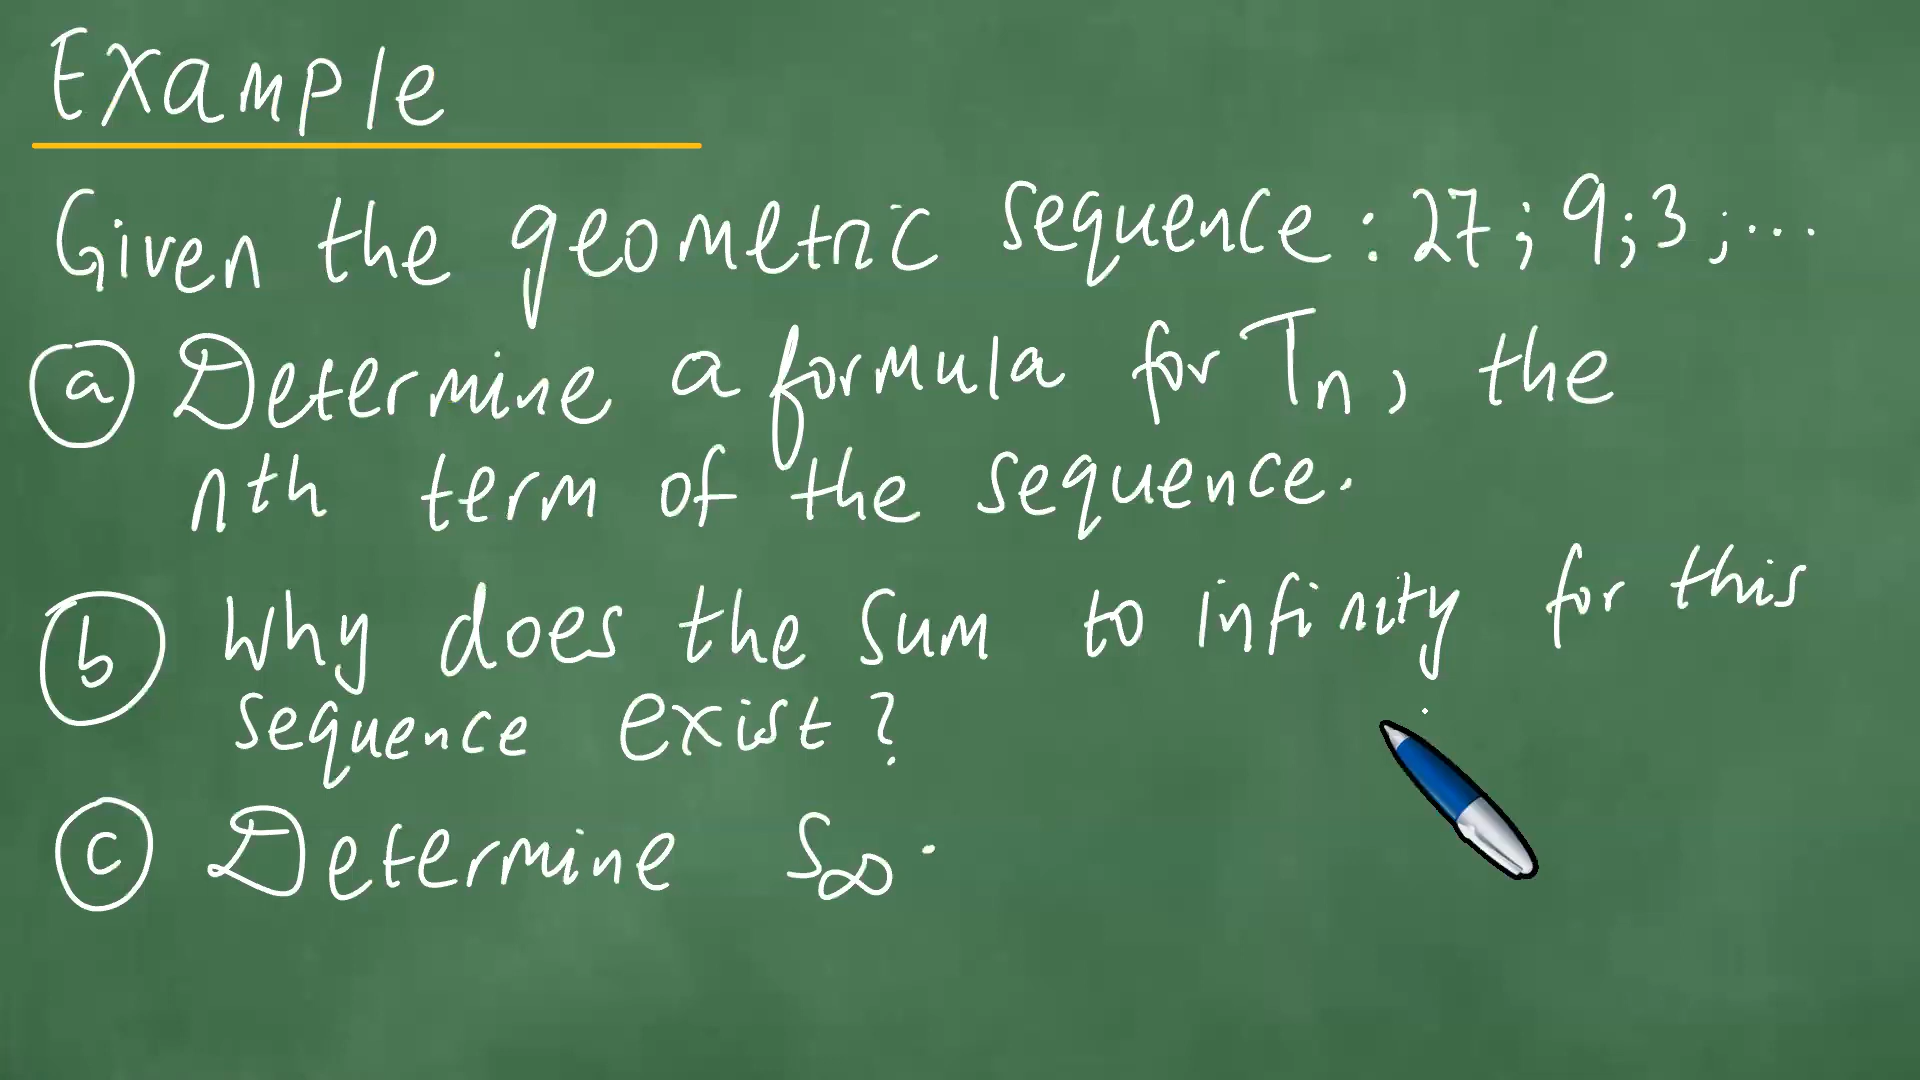 Example
Given the geometric sequence: 27; 9; 3; ...
a Determine a formula for Tn, the
nth term of the sequence.
b Why does the sum to infinity for this
sequence exist?
c Determine S∞.